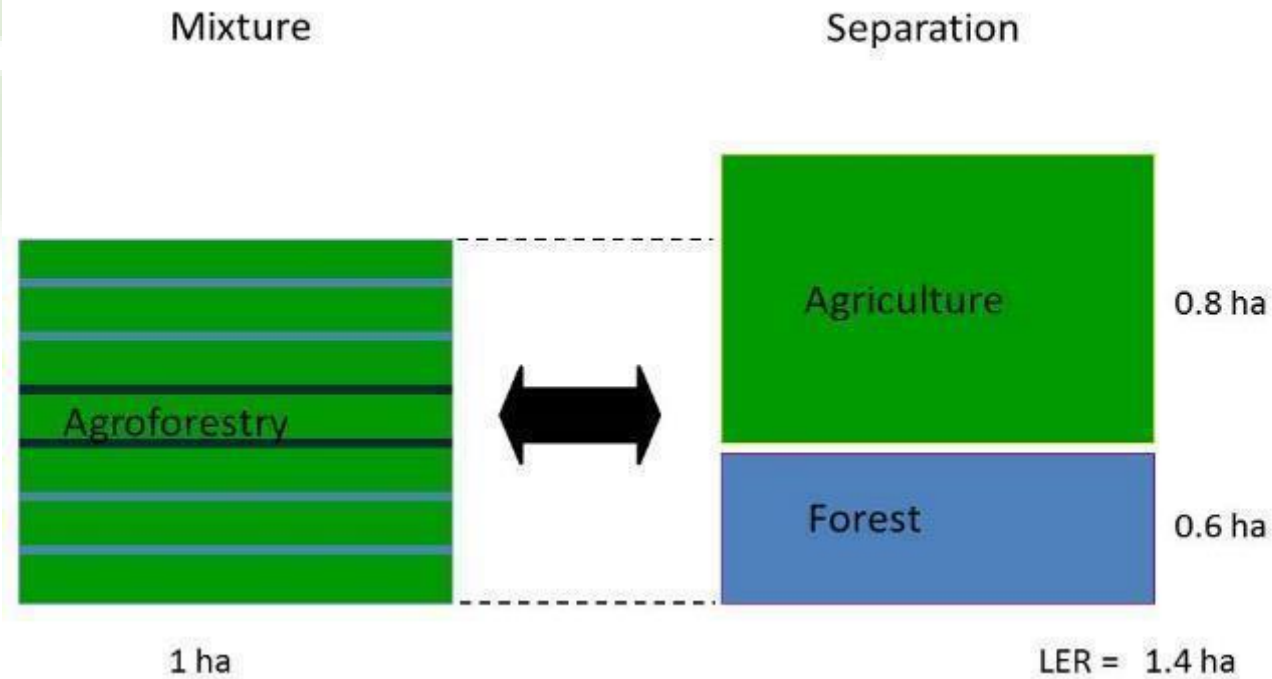 Mixture
Separation
Agroforestry
Agriculture
0.8 ha
Forest
0.6 ha
1 ha
LER = 1.4 ha